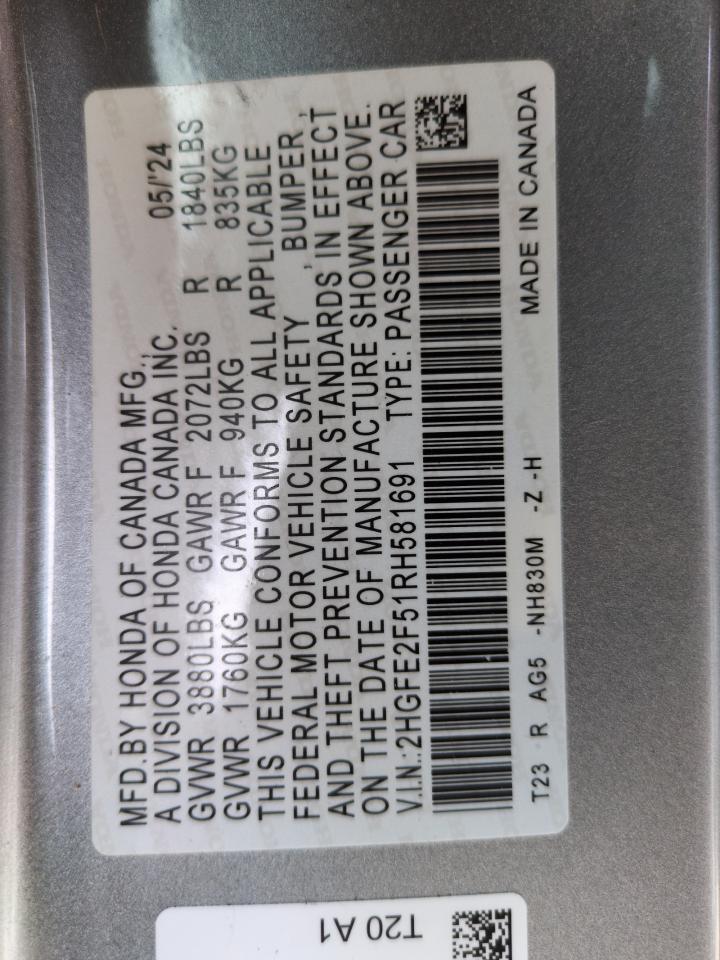 MFD.BY HONDA OF CANADA MFG., 05/'24
A DIVISION OF HONDA CANADA INC.
GVWR 3880LBS GAWR F 2072LBS R 1840LBS
GVWR 1760KG GAWR F 940KG R 835KG
THIS VEHICLE CONFORMS TO ALL APPLICABLE
FEDERAL MOTOR VEHICLE SAFETY , BUMPER ,
AND THEFT PREVENTION STANDARDS IN EFFECT
ON THE DATE OF MANUFACTURE SHOWN ABOVE.
V.I.N.:2HGFE2F51RH581691 TYPE: PASSENGER CAR
T23 R AG5 -NH830M -Z -H MADE IN CANADA
T20 A1